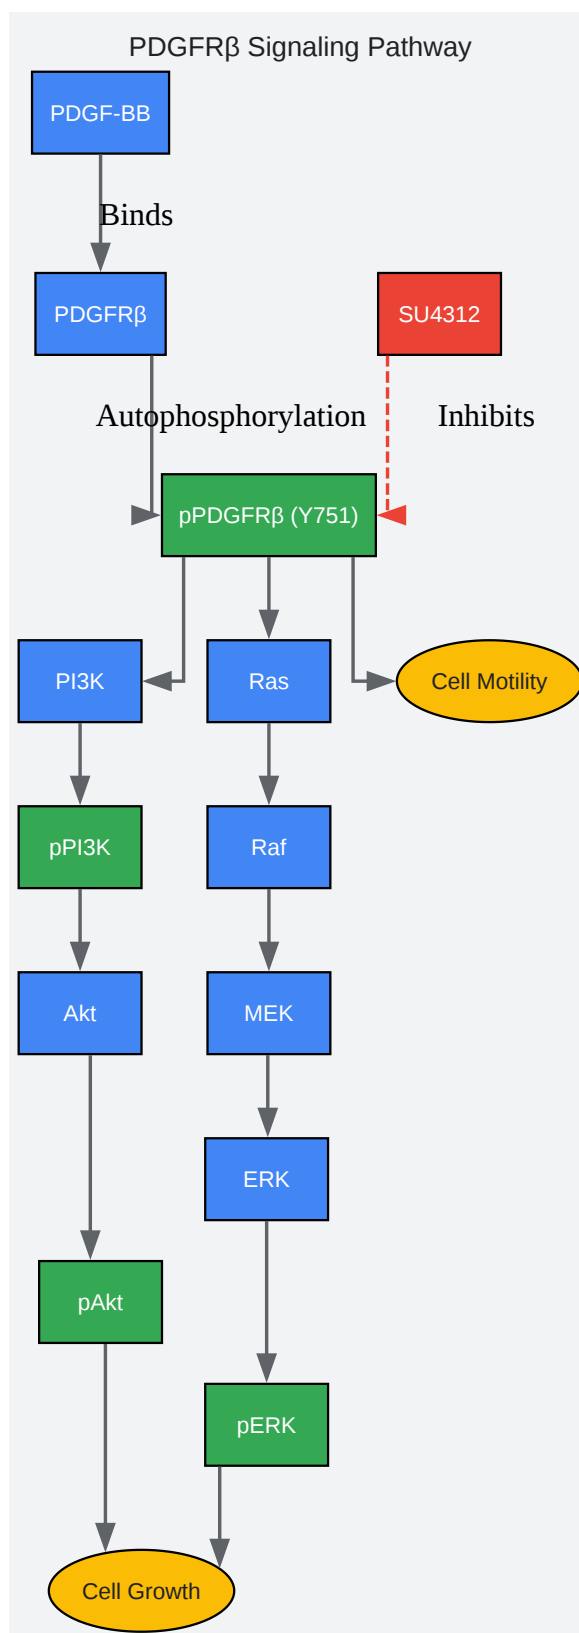 PDGFRβ Signaling Pathway
PDGF-BB
Binds
PDGFRβ
SU4312
Autophosphorylation
Inhibits
pPDGFRβ (Y751)
PI3K
Ras
Cell Motility
pPI3K
Raf
Akt
MEK
ERK
pAkt
pERK
Cell Growth